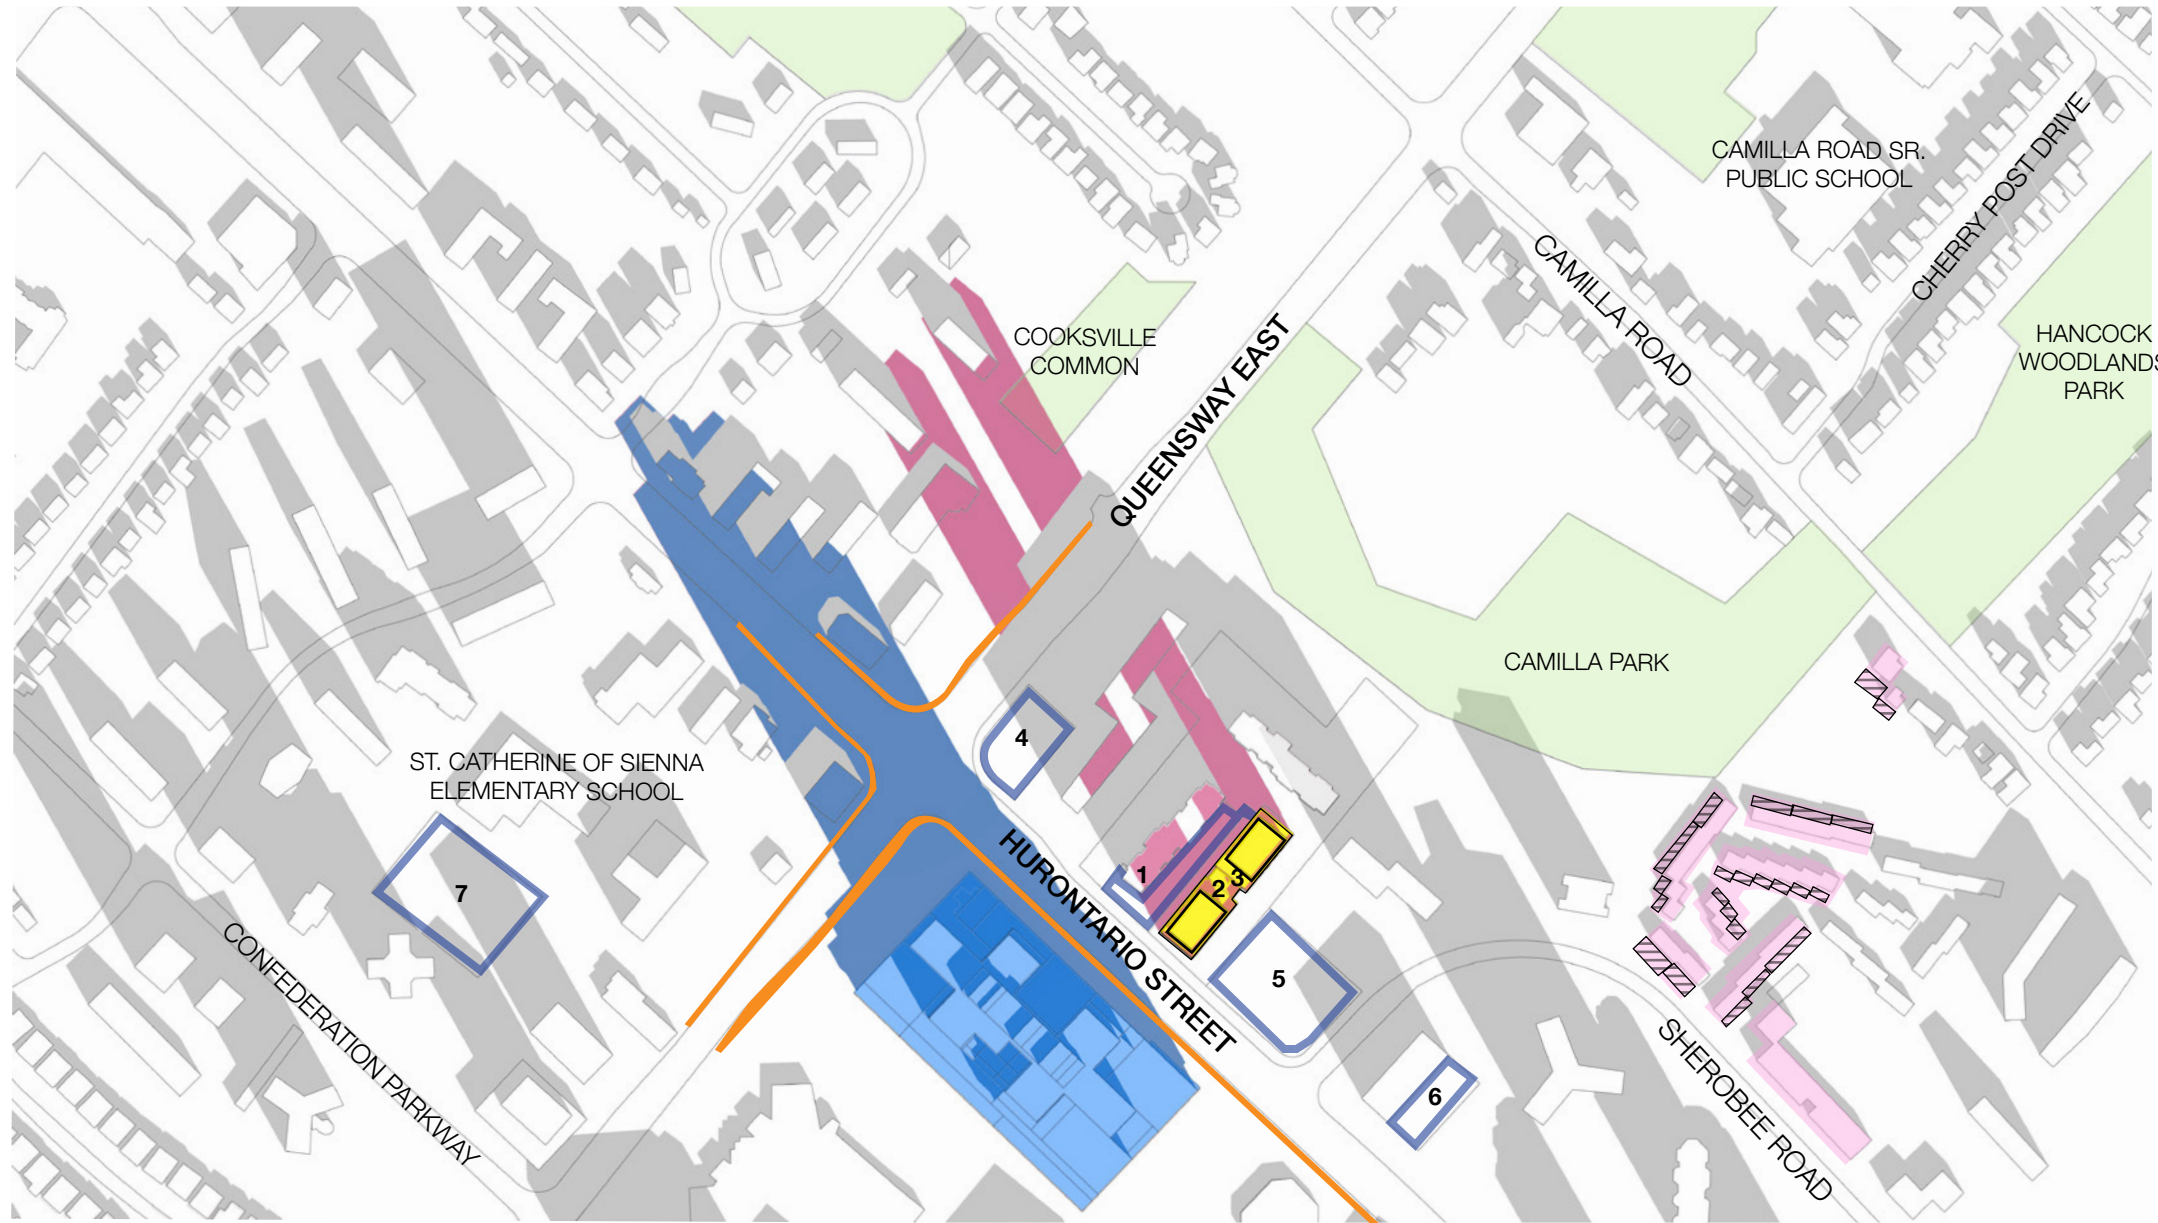 CAMILLA ROAD SR.
PUBLIC SCHOOL
CHERRY POST DRIVE
CAMILLA ROAD
HANCOCK
WOODLANDS
PARK
COOKSVILLE
COMMON
QUEENSWAY EAST
CAMILLA PARK
4
ST. CATHERINE OF SIENNA
ELEMENTARY SCHOOL
7
HURONTARIO STREET
1
2
3
5
6
CONFEDERATION PARKWAY
SHEROBEE ROAD